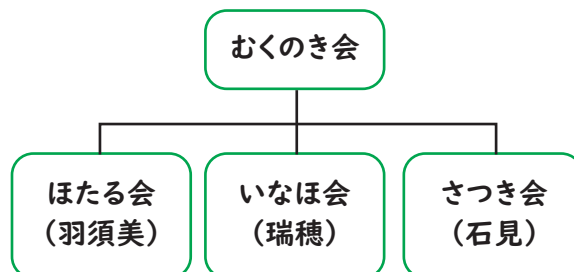 むくのき会
ほたる会
（羽須美）
いなほ会
（瑞穂）
さつき会
（石見）